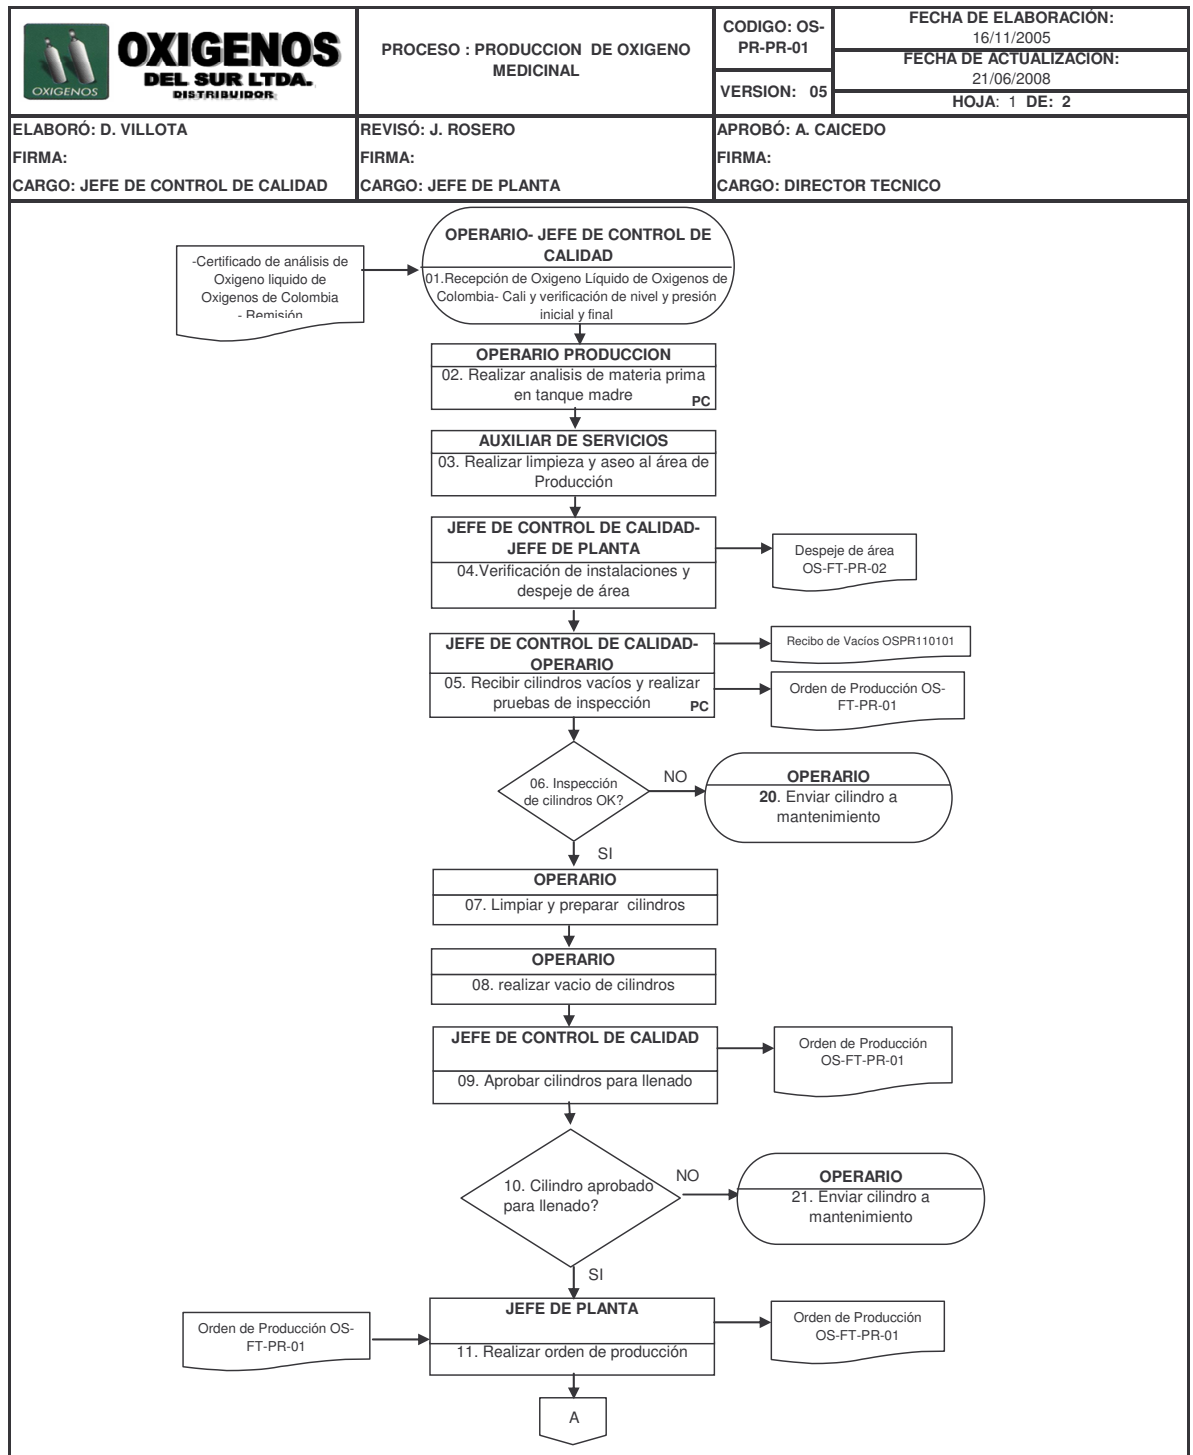 OXIGENOS
OXIGENOS
DEL SUR LTDA.
DISTRIBUIDOR
PROCESO : PRODUCCION DE OXIGENO
MEDICINAL
CODIGO: OS-
PR-PR-01
VERSION: 05
FECHA DE ELABORACIÓN:
16/11/2005
FECHA DE ACTUALIZACION:
21/06/2008
HOJA: 1 DE: 2
ELABORÓ: D. VILLOTA
FIRMA:
CARGO: JEFE DE CONTROL DE CALIDAD
REVISÓ: J. ROSERO
FIRMA:
CARGO: JEFE DE PLANTA
APROBÓ: A. CAICEDO
FIRMA:
CARGO: DIRECTOR TECNICO
-Certificado de análisis de
Oxigeno liquido de
Oxigenos de Colombia
- Remisión
OPERARIO- JEFE DE CONTROL DE
CALIDAD
01.Recepción de Oxigeno Líquido de Oxigenos de
Colombia- Cali y verificación de nivel y presión
inicial y final
OPERARIO PRODUCCION
02. Realizar analisis de materia prima
en tanque madre
PC
AUXILIAR DE SERVICIOS
03. Realizar limpieza y aseo al área de
Producción
JEFE DE CONTROL DE CALIDAD-
JEFE DE PLANTA
04.Verificación de instalaciones y
despeje de área
Despeje de área
OS-FT-PR-02
JEFE DE CONTROL DE CALIDAD-
OPERARIO
05. Recibir cilindros vacíos y realizar
pruebas de inspección
PC
Recibo de Vacíos OSPR110101
Orden de Producción OS-
FT-PR-01
06. Inspección
de cilindros OK?
NO
OPERARIO
20. Enviar cilindro a
mantenimiento
SI
OPERARIO
07. Limpiar y preparar cilindros
OPERARIO
08. realizar vacio de cilindros
JEFE DE CONTROL DE CALIDAD
09. Aprobar cilindros para llenado
Orden de Producción
OS-FT-PR-01
10. Cilindro aprobado
para llenado?
NO
OPERARIO
21. Enviar cilindro a
mantenimiento
SI
Orden de Producción OS-
FT-PR-01
JEFE DE PLANTA
11. Realizar orden de producción
Orden de Producción
OS-FT-PR-01
A